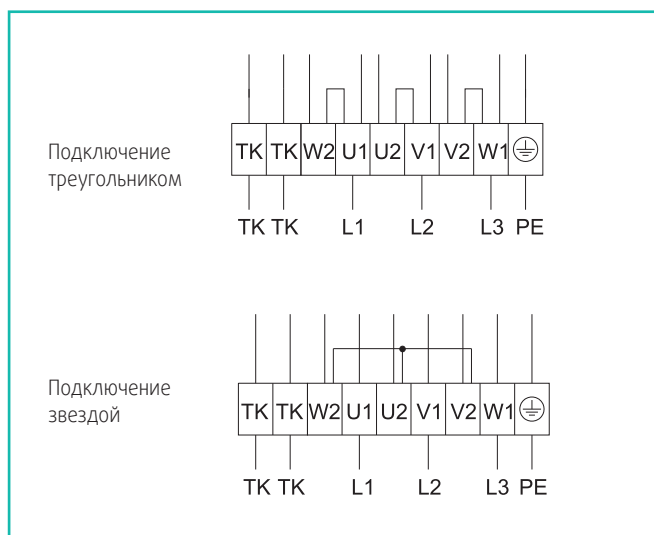 Подключение
треугольником
TK TK W2 U1 U2 V1 V2 W1
TK TK L1 L2 L3 PE
Подключение
звездой
TK TK W2 U1 U2 V1 V2 W1
TK TK L1 L2 L3 PE